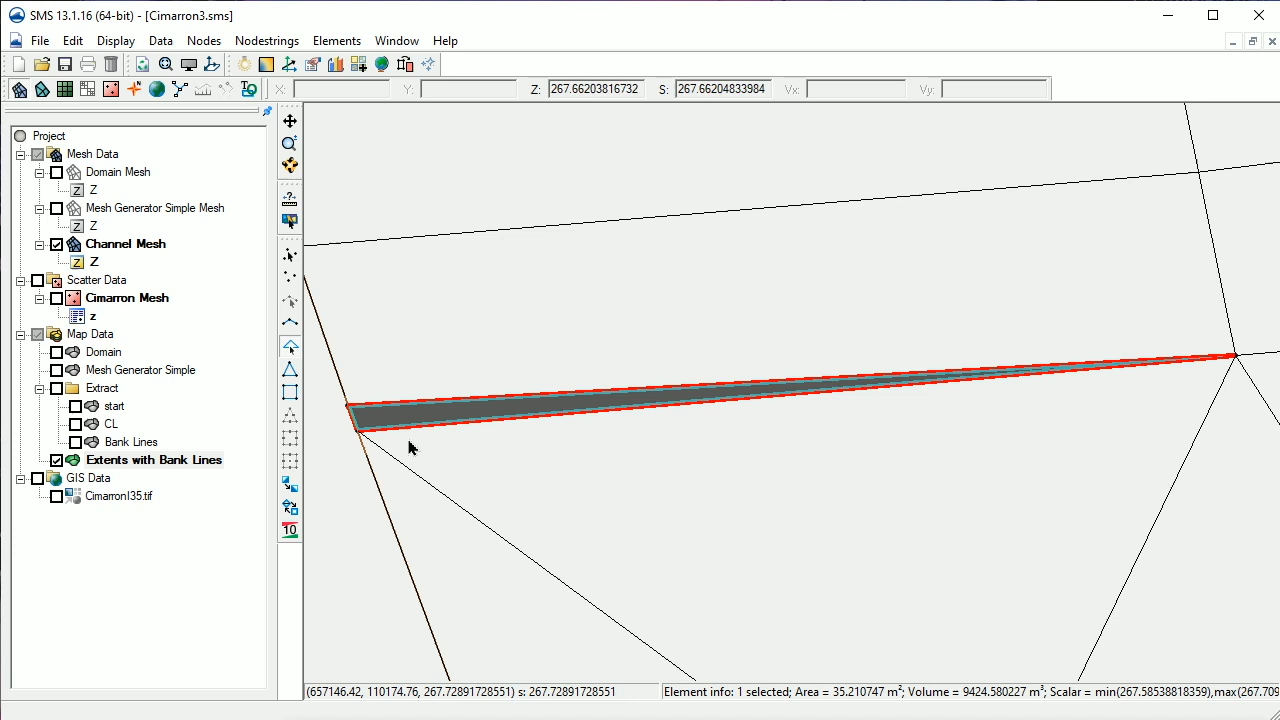 SMS 13.1.16 (64-bit) - [Cimarron3.sms]
File Edit Display Data Nodes Nodestrings Elements Window Help
X: Y: Z: 267.66203816732 S: 267.66204833984 Vx: Vy:
Project
Mesh Data
Domain Mesh
Z Z
Mesh Generator Simple Mesh
Z Z
Channel Mesh
Z Z
Scatter Data
Cimarron Mesh
z
Map Data
Domain
Mesh Generator Simple
Extract
start
CL
Bank Lines
Extents with Bank Lines
GIS Data
CimarronI35.tif
10
(657146.42, 110174.76, 267.72891728551) s: 267.72891728551
Element info: 1 selected; Area = 35.210747 m²; Volume = 9424.590227 m³; Scalar = min(267.58538818359),max(267.709